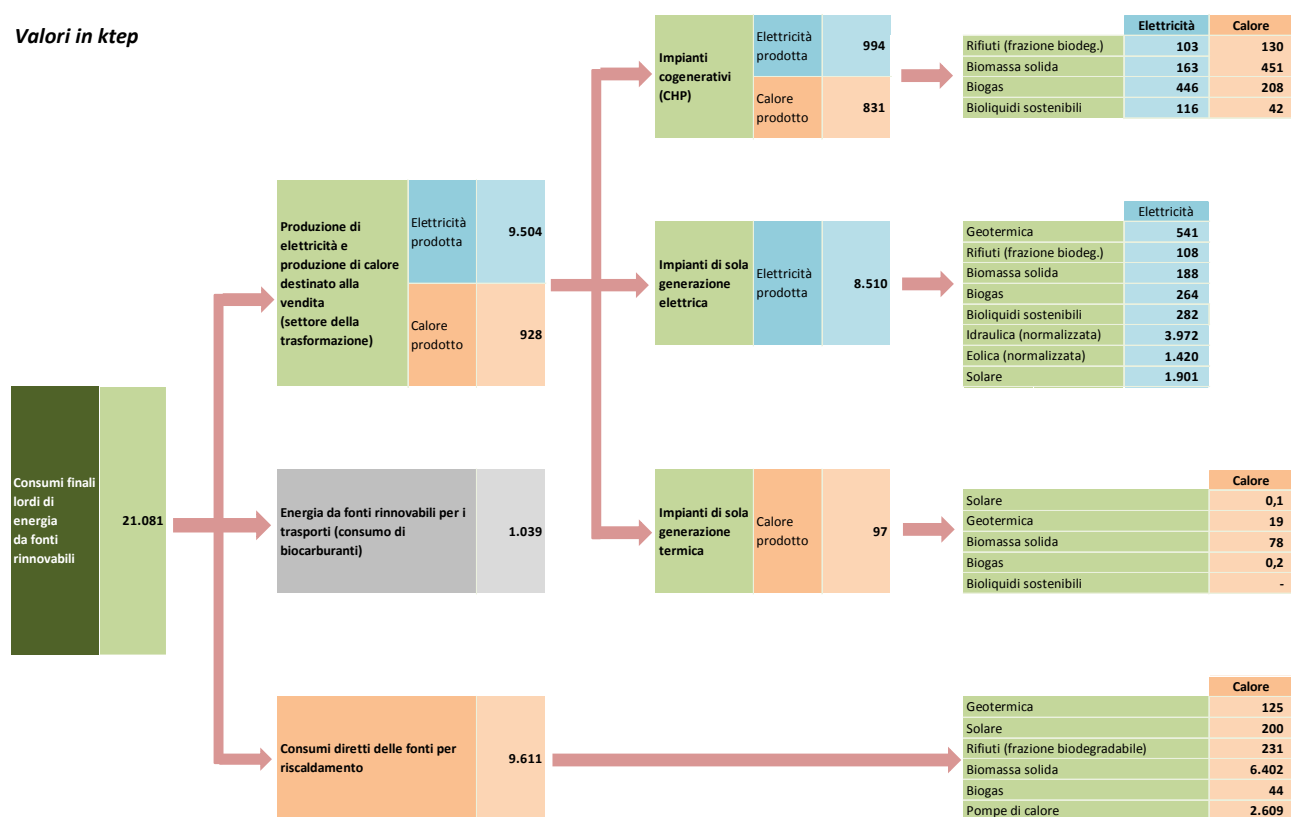 Valori in ktep
Consumi finali
lordi di
energia
da fonti
rinnovabili
21.081
Produzione di
elettricità e
produzione di calore
destinato alla
vendita
(settore della
trasformazione)
Elettricità
prodotta
9.504
Calore
prodotto
928
Energia da fonti rinnovabili per i
trasporti (consumo di
biocarburanti)
1.039
Consumi diretti delle fonti per
riscaldamento
9.611
Impianti
cogenerativi
(CHP)
Elettricità
prodotta
994
Calore
prodotto
831
Impianti di sola
generazione
elettrica
Elettricità
prodotta
8.510
Impianti di sola
generazione
termica
Calore
prodotto
97
Elettricità Calore
Rifiuti (frazione biodeg.) 103 130
Biomassa solida 163 451
Biogas 446 208
Bioliquidi sostenibili 116 42
Elettricità
Geotermica 541
Rifiuti (frazione biodeg.) 108
Biomassa solida 188
Biogas 264
Bioliquidi sostenibili 282
Idraulica (normalizzata) 3.972
Eolica (normalizzata) 1.420
Solare 1.901
Calore
Solare 0,1
Geotermica 19
Biomassa solida 78
Biogas 0,2
Bioliquidi sostenibili -
Calore
Geotermica 125
Solare 200
Rifiuti (frazione biodegradabile) 231
Biomassa solida 6.402
Biogas 44
Pompe di calore 2.609